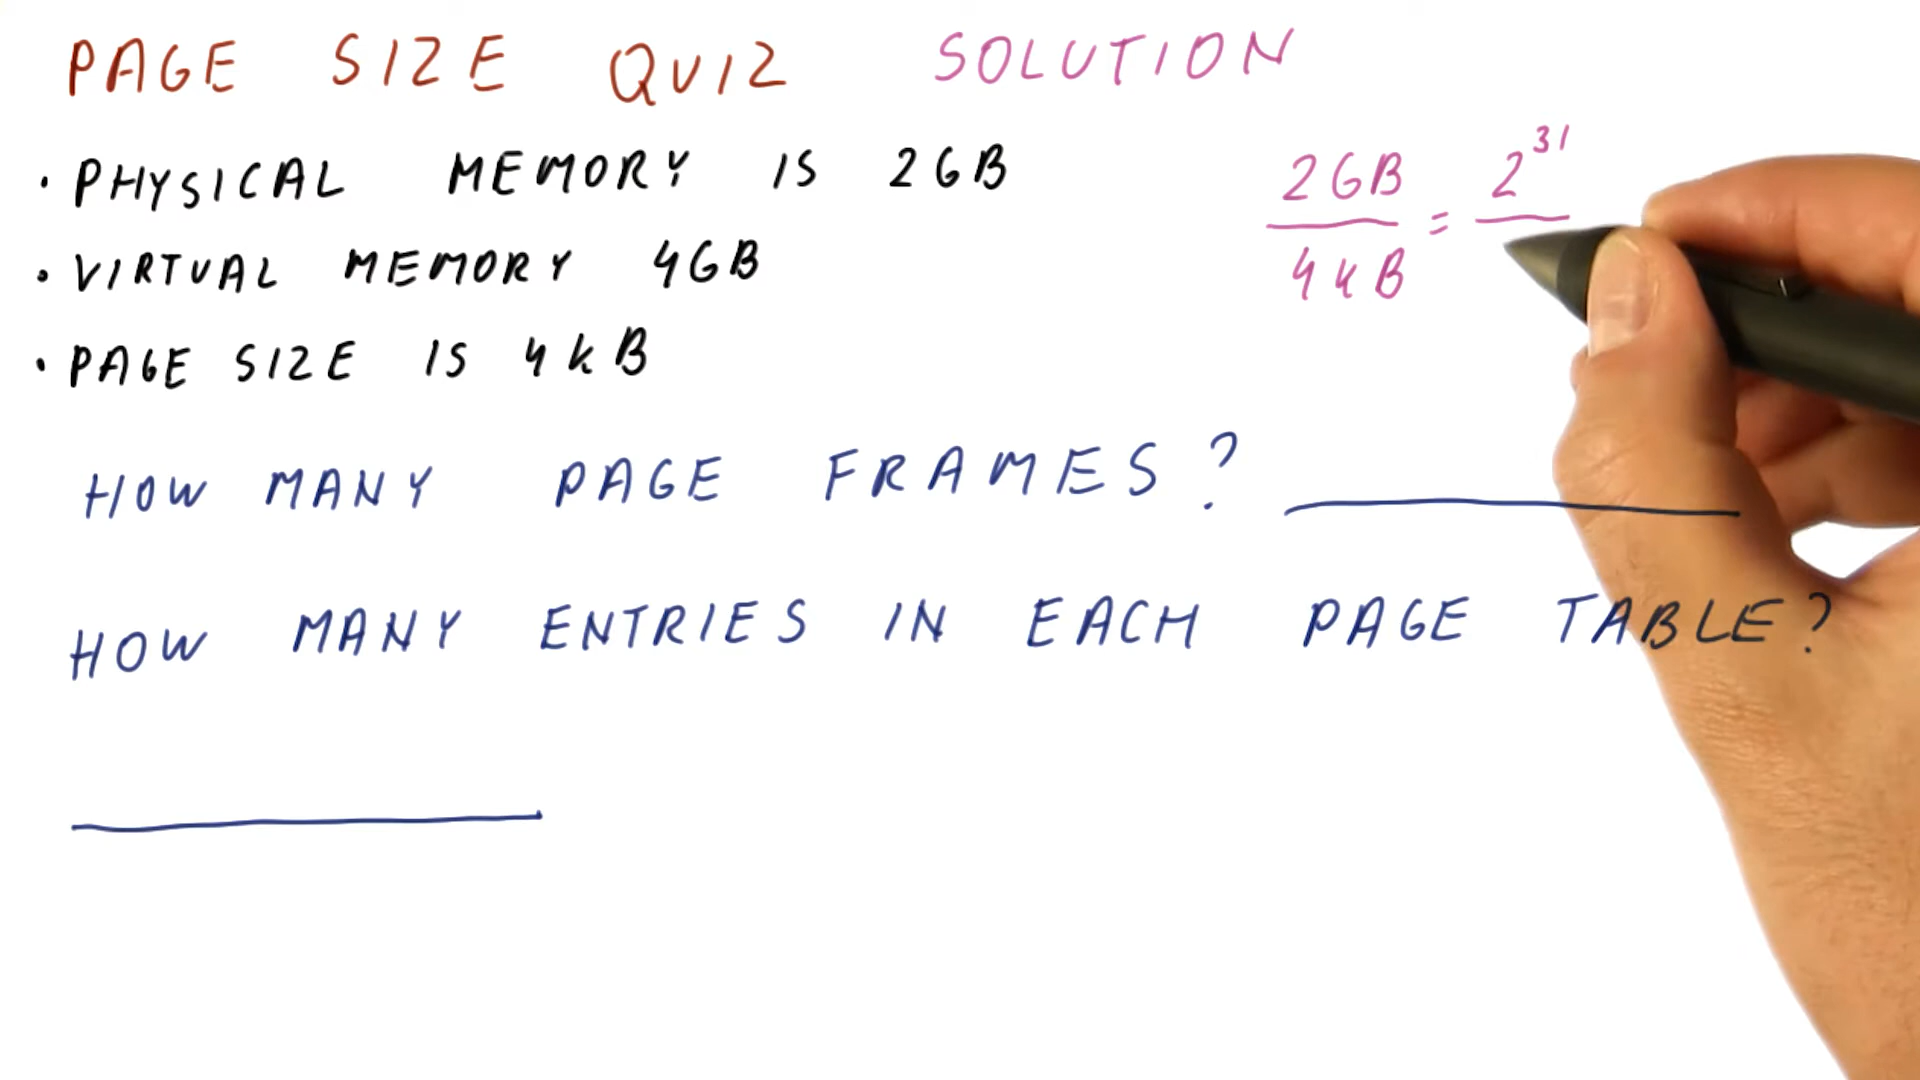 PAGE SIZE QUIZ SOLUTION
• PHYSICAL MEMORY IS 2GB
• VIRTUAL MEMORY 4GB
• PAGE SIZE IS 4kB
2GB / 4kB = 2^31 /
HOW MANY PAGE FRAMES?
HOW MANY ENTRIES IN EACH PAGE TABLE?